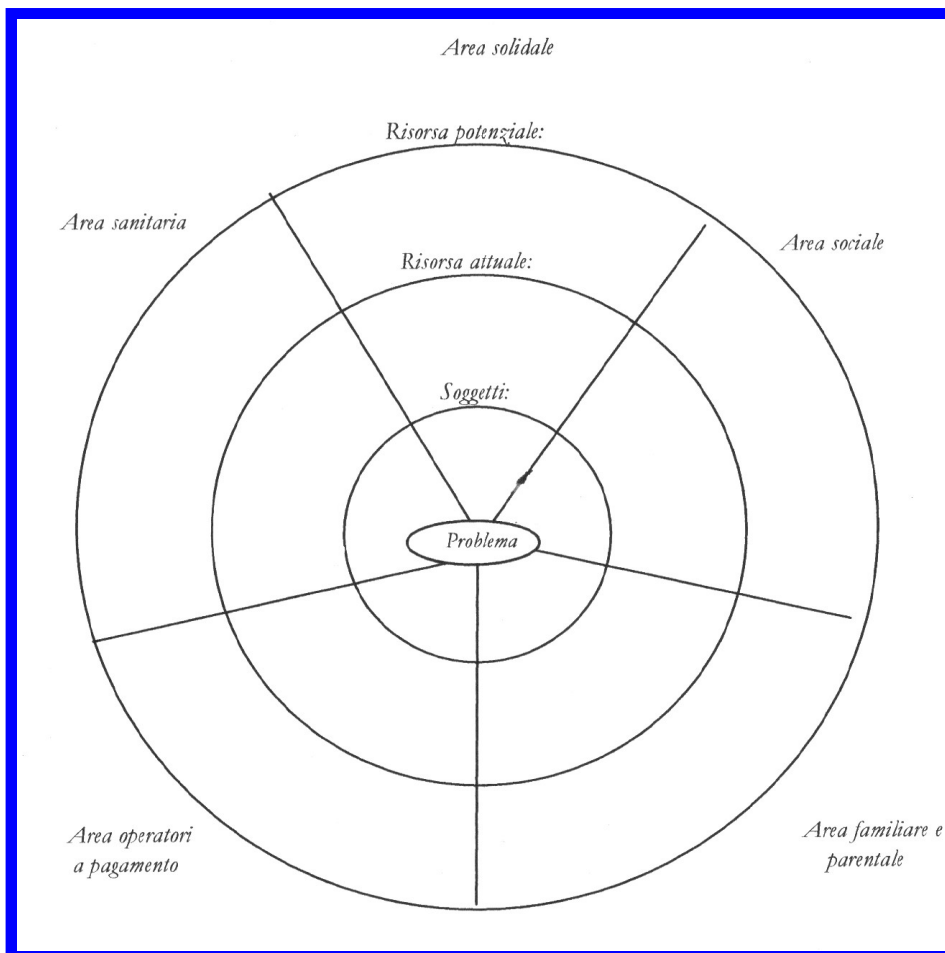 Area solidale
Risorsa potenziale:
Area sanitaria
Area sociale
Risorsa attuale:
Soggetti:
Problema
Area operatori
a pagamento
Area familiare e
parentale